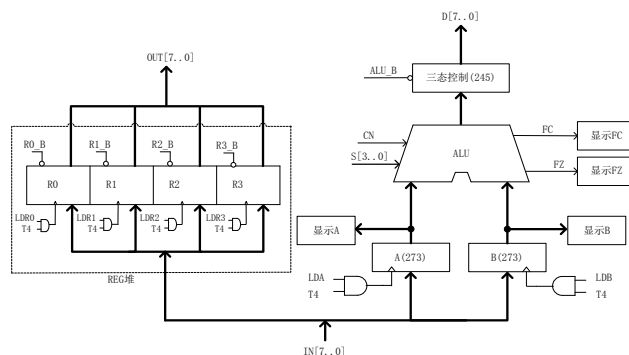 D[7..0]
OUT[7..0]
ALU_B
三态控制(245)
R0_B
R1_B
R2_B
R3_B
CN
S[3..0]
ALU
FC
显示FC
FZ
显示FZ
R0
R1
R2
R3
LDR0
T4
LDR1
T4
LDR2
T4
LDR3
T4
REG堆
显示A
显示B
A(273)
B(273)
LDA
T4
LDB
T4
IN[7..0]